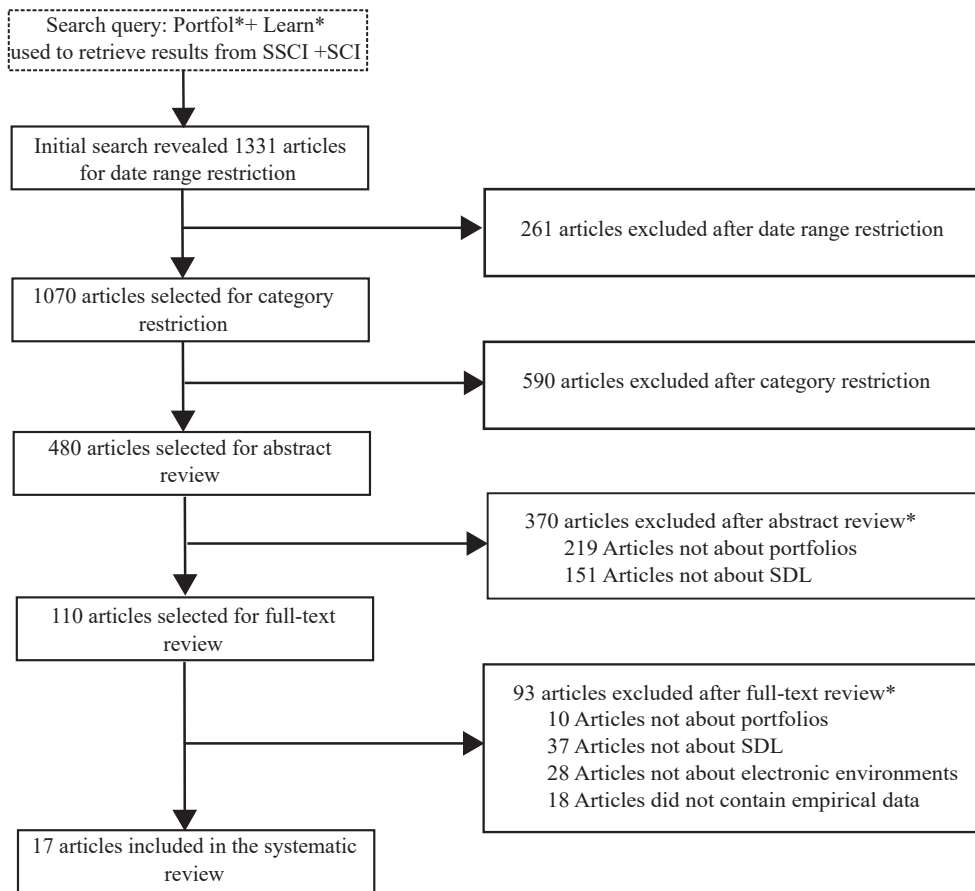 Search query: Portfol*+ Learn*
used to retrieve results from SSCI +SCI
Initial search revealed 1331 articles
for date range restriction
261 articles excluded after date range restriction
1070 articles selected for category
restriction
590 articles excluded after category restriction
480 articles selected for abstract
review
370 articles excluded after abstract review*
219 Articles not about portfolios
151 Articles not about SDL
110 articles selected for full-text
review
93 articles excluded after full-text review*
10 Articles not about portfolios
37 Articles not about SDL
28 Articles not about electronic environments
18 Articles did not contain empirical data
17 articles included in the systematic
review